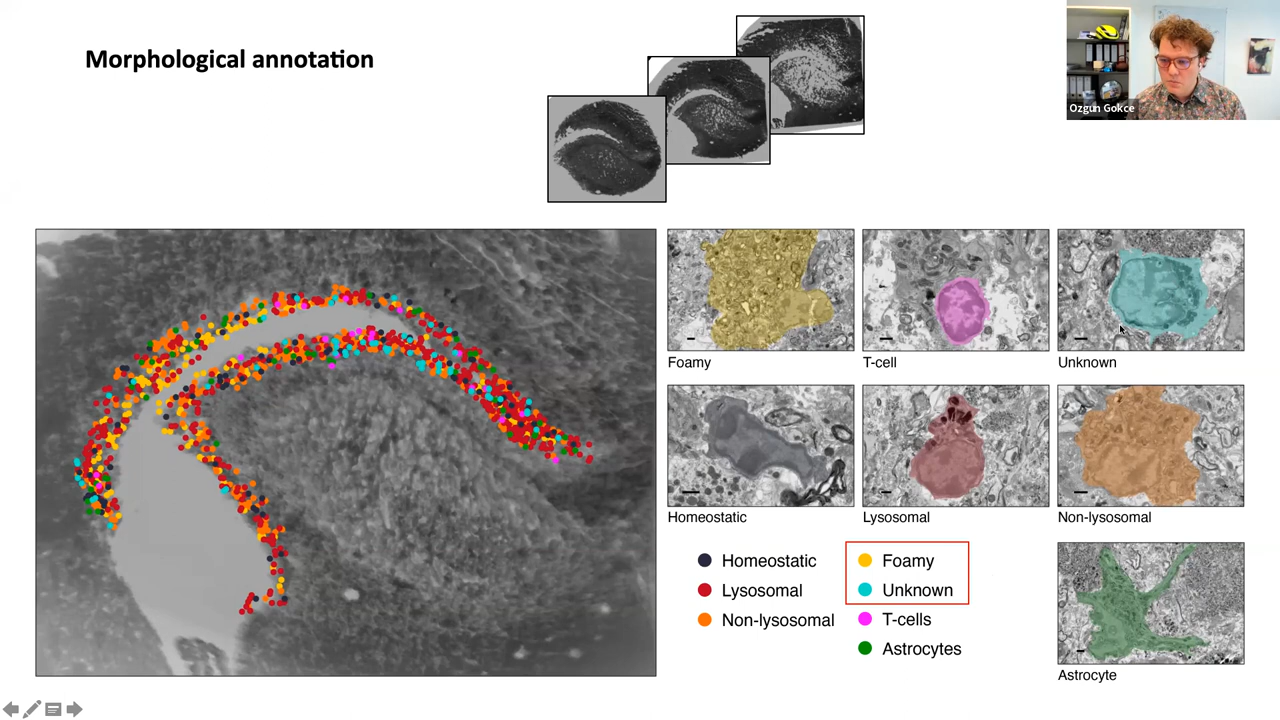 Morphological annotation
Ozgun Gokce
Foamy
T-cell
Unknown
Homeostatic
Lysosomal
Non-lysosomal
Homeostatic
Lysosomal
Non-lysosomal
Foamy
Unknown
T-cells
Astrocytes
Astrocyte